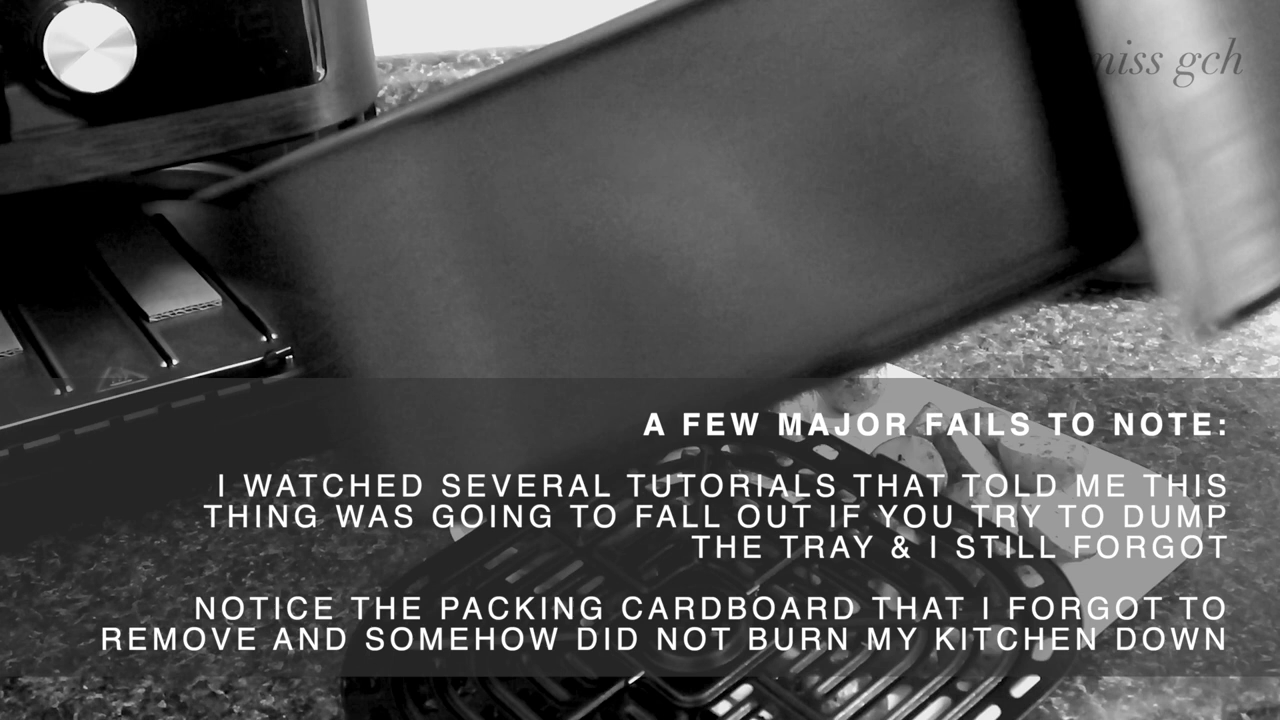 miss gch
A FEW MAJOR FAILS TO NOTE:
I WATCHED SEVERAL TUTORIALS THAT TOLD ME THIS
THING WAS GOING TO FALL OUT IF YOU TRY TO DUMP
THE TRAY & I STILL FORGOT
NOTICE THE PACKING CARDBOARD THAT I FORGOT TO
REMOVE AND SOMEHOW DID NOT BURN MY KITCHEN DOWN